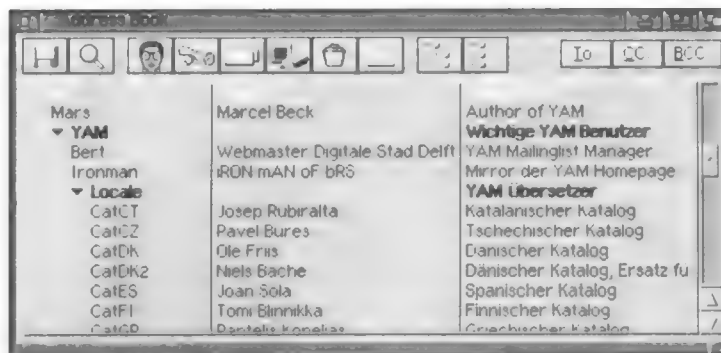 Address Book
To CC BCC
Mars Marcel Beck Author of YAM
YAM Wichtige YAM Benutzer
Bert Webmaster Digitale Stad Delft YAM Mailinglist Manager
Ironman iRON mAN oF bRS Mirror der YAM Homepage
Locale YAM Übersetzer
CatCT Josep Rubiralta Katalanischer Katalog
CatCZ Pavel Bures Tschechischer Katalog
CatDK Ole Friis Dänischer Katalog
CatDK2 Niels Bache Dänischer Katalog, Ersatz fu
CatES Joan Sola Spanischer Katalog
CatFI Tomi Blinnikka Finnischer Katalog
CatGR Pantelis Kopelias Griechischer Katalog